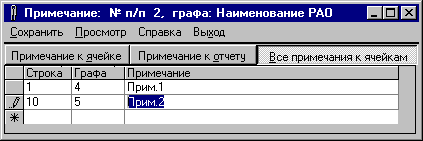 Примечание: № п/п 2, графа: Наименование РАО
Сохранить Просмотр Справка Выход
Примечание к ячейке Примечание к отчету Все примечания к ячейкам
Строка Графа Примечание
1 4 Прим.1
10 5 Прим.2